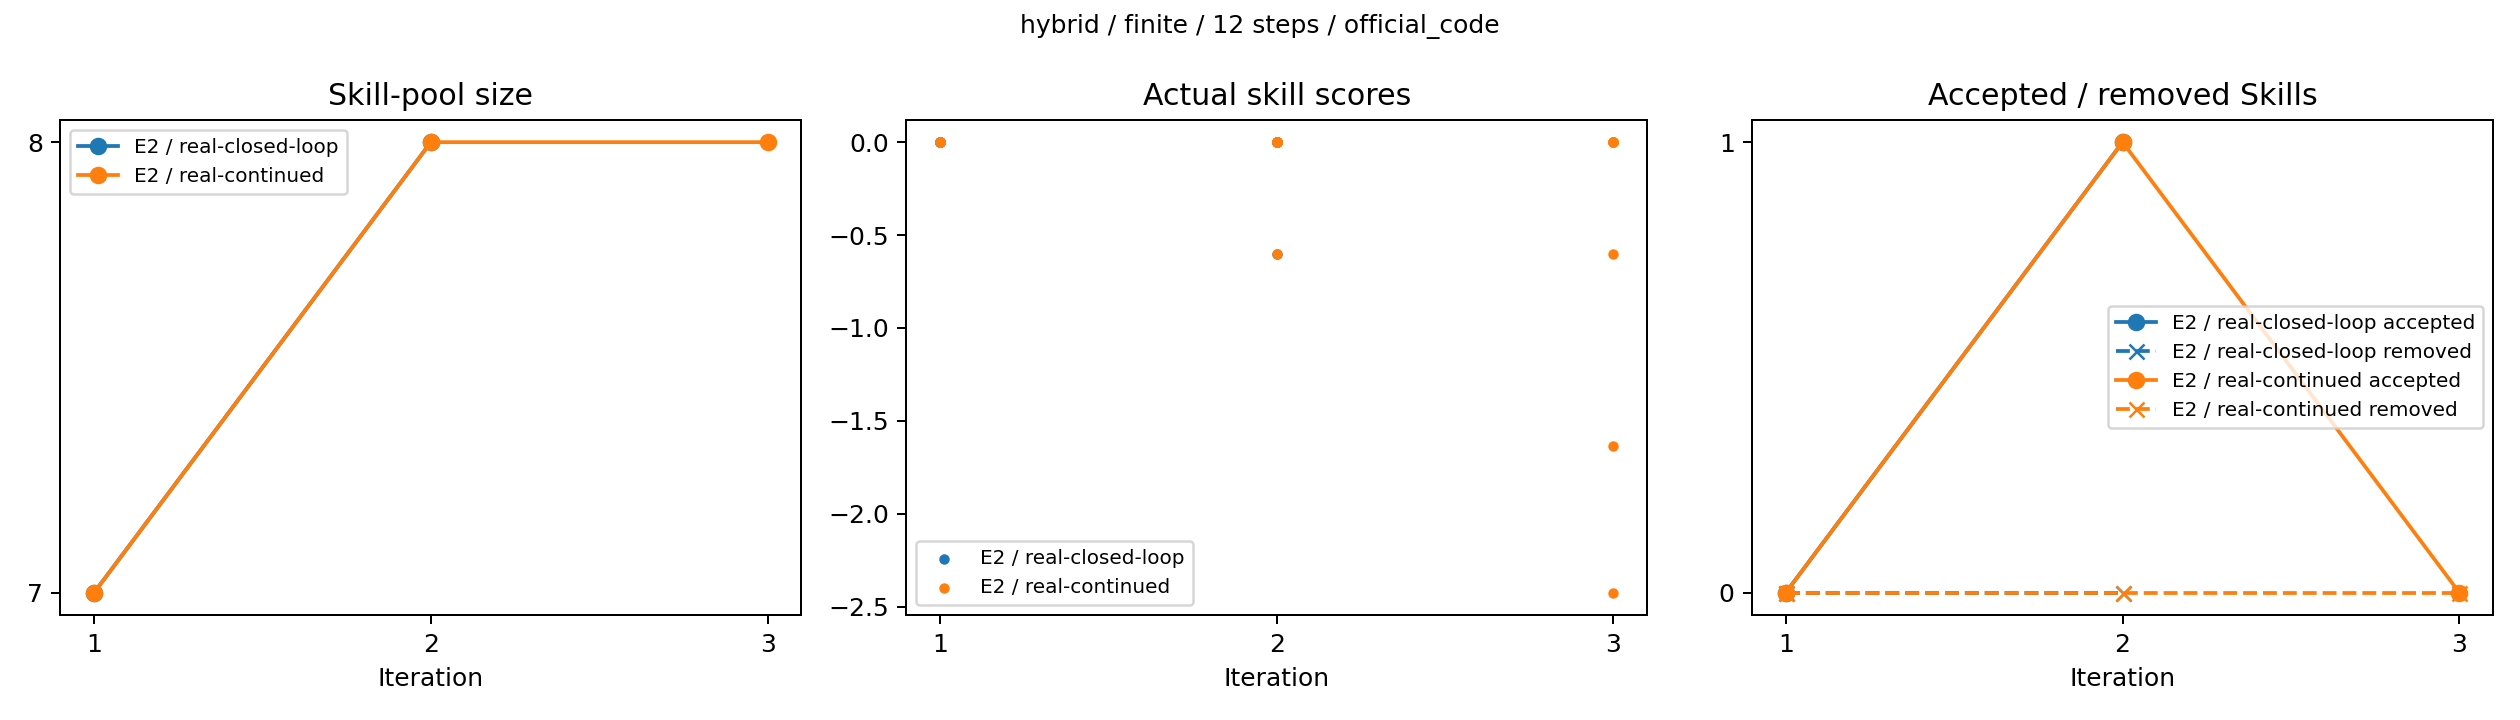 hybrid / finite / 12 steps / official_code
Skill-pool size
8
7
E2 / real-closed-loop
E2 / real-continued
1
2
3
Iteration
Actual skill scores
0.0
−0.5
−1.0
−1.5
−2.0
−2.5
E2 / real-closed-loop
E2 / real-continued
1
2
3
Iteration
Accepted / removed Skills
1
0
E2 / real-closed-loop accepted
E2 / real-closed-loop removed
E2 / real-continued accepted
E2 / real-continued removed
1
2
3
Iteration